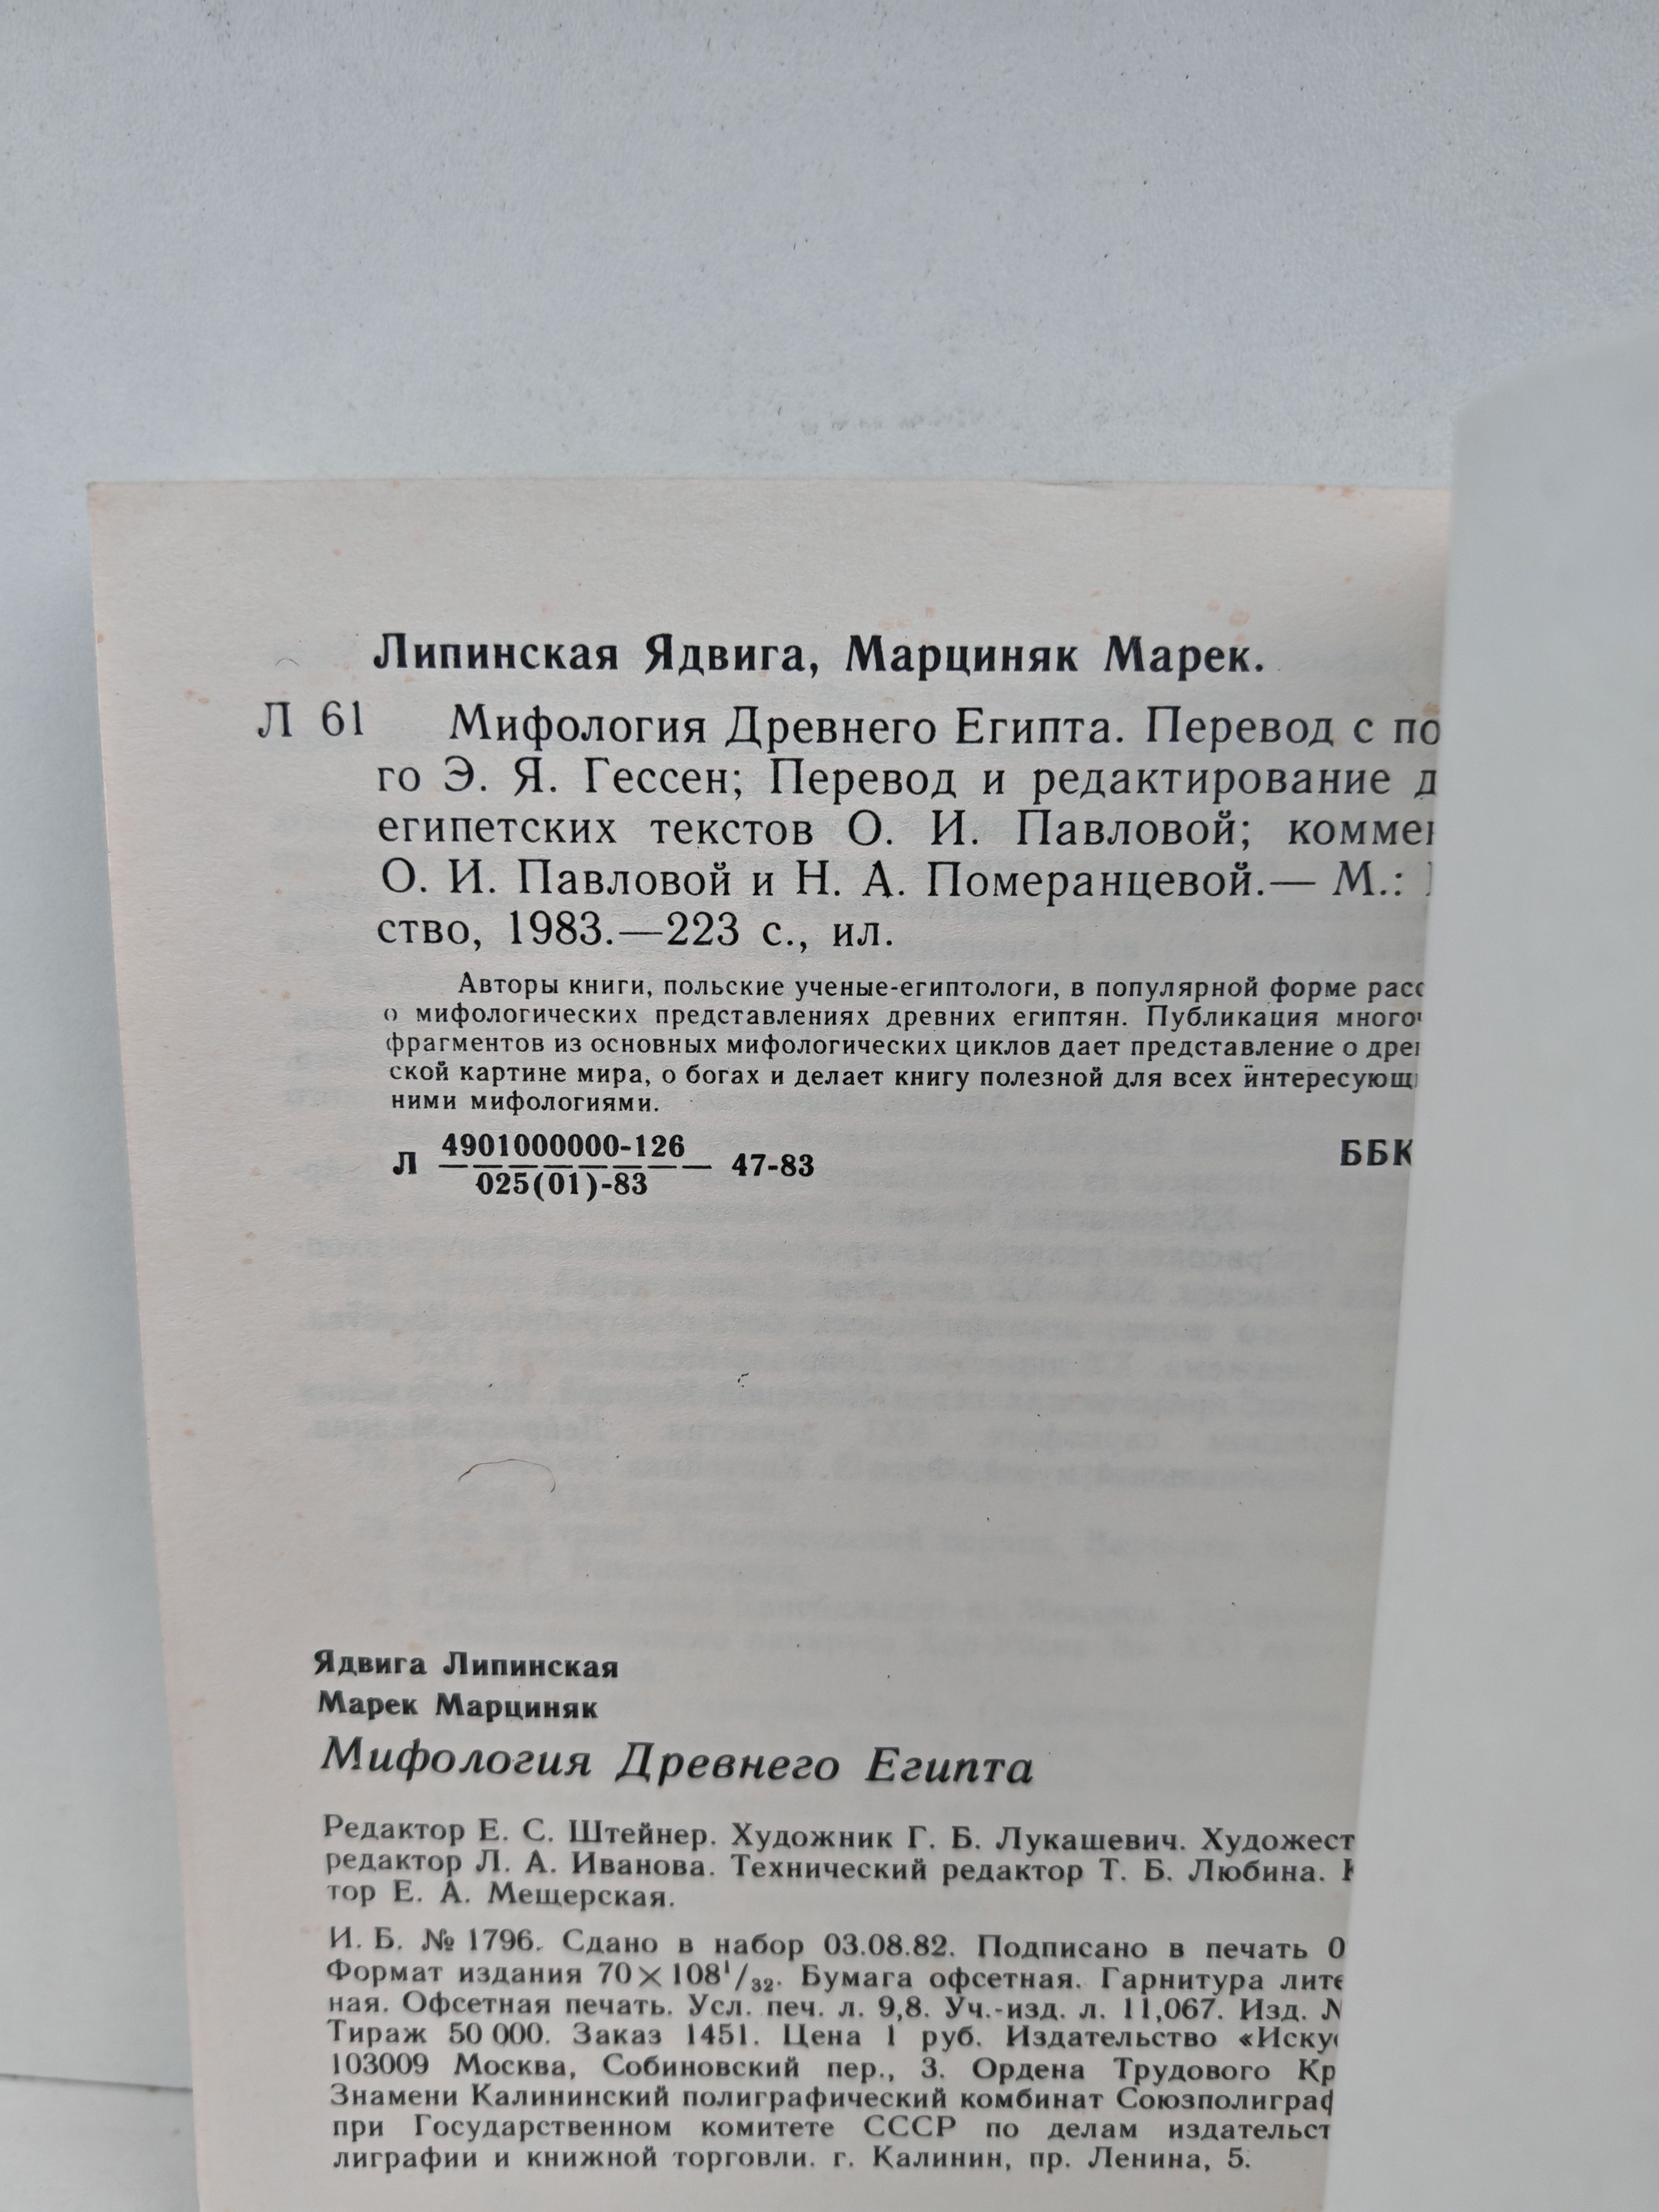 Липинская Ядвига, Марциняк Марек.
Л 61 Мифология Древнего Египта. Перевод с по
го Э. Я. Гессен; Перевод и редактирование д
египетских текстов О. И. Павловой; коммен
О. И. Павловой и Н. А. Померанцевой.— М.:
ство, 1983.—223 с., ил.
Авторы книги, польские ученые-египтологи, в популярной форме расс
о мифологических представлениях древних египтян. Публикация много
фрагментов из основных мифологических циклов дает представление о древ
ской картине мира, о богах и делает книгу полезной для всех интересующ
ними мифологиями.
Л 4901000000-126 47-83
025(01)-83
ББК
Ядвига Липинская
Марек Марциняк
Мифология Древнего Египта
Редактор Е. С. Штейнер. Художник Г. Б. Лукашевич. Художест
редактор Л. А. Иванова. Технический редактор Т. Б. Любина. К
тор Е. А. Мещерская.
И. Б. № 1796. Сдано в набор 03.08.82. Подписано в печать 0
Формат издания 70×108¹/₃₂. Бумага офсетная. Гарнитура лите
ная. Офсетная печать. Усл. печ. л. 9,8. Уч.-изд. л. 11,067. Изд. №
Тираж 50 000. Заказ 1451. Цена 1 руб. Издательство «Искус
103009 Москва, Собиновский пер., 3. Ордена Трудового Кр
Знамени Калининский полиграфический комбинат Союзполиграф
при Государственном комитете СССР по делам издательст
лиграфии и книжной торговли. г. Калинин, пр. Ленина, 5.